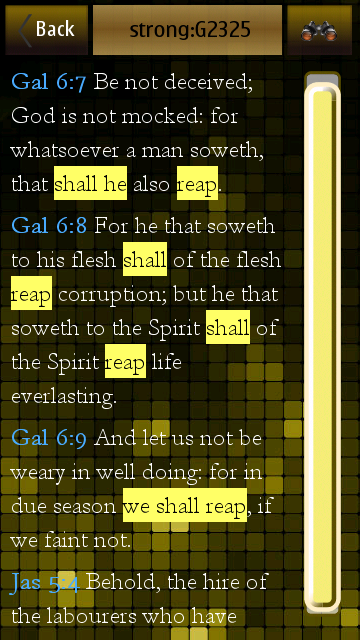 Back
strong:G2325
Gal 6:7 Be not deceived;
God is not mocked: for
whatsoever a man soweth,
that shall he also reap.
Gal 6:8 For he that soweth
to his flesh shall of the flesh
reap corruption; but he that
soweth to the Spirit shall of
the Spirit reap life
everlasting.
Gal 6:9 And let us not be
weary in well doing: for in
due season we shall reap, if
we faint not.
Jas 5:4 Behold, the hire of
the labourers who have